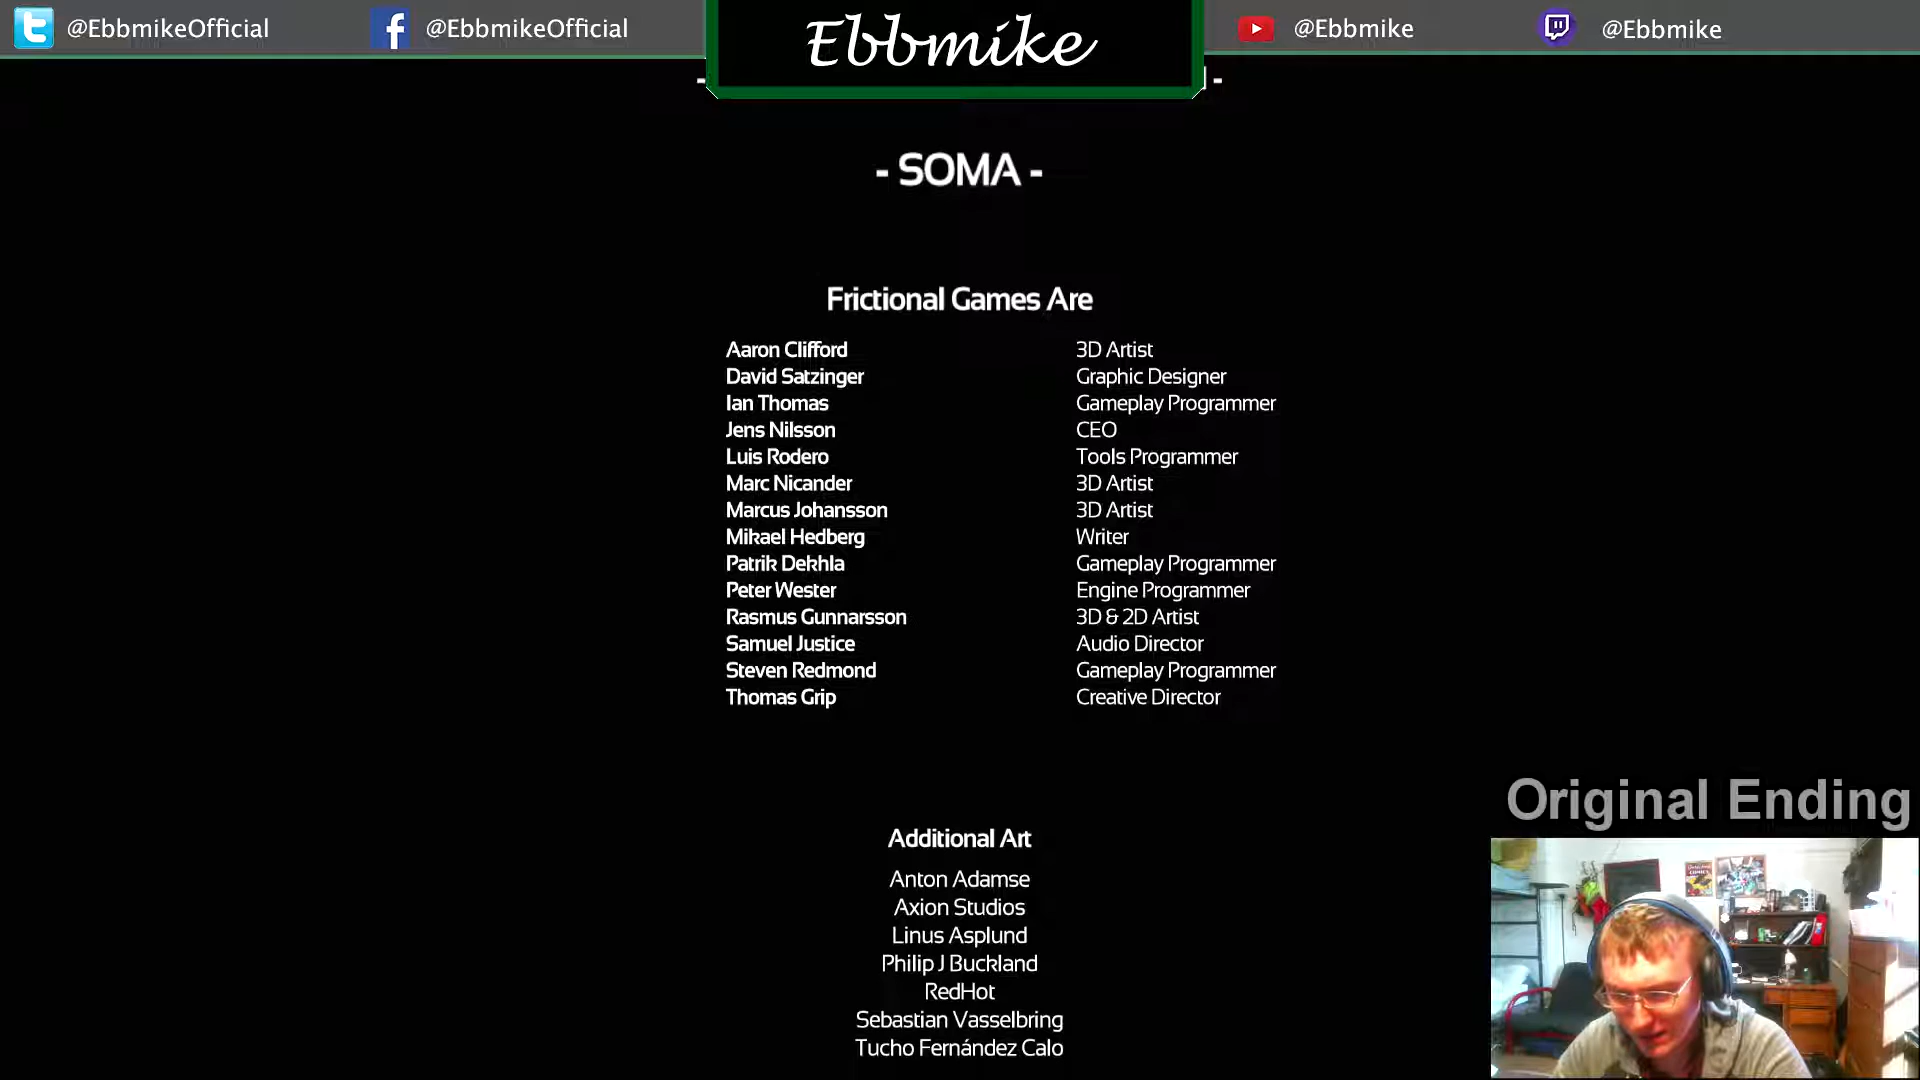 @EbbmikeOfficial
@EbbmikeOfficial
Ebbmike
@Ebbmike
@Ebbmike
- SOMA -
Frictional Games Are
Aaron Clifford 3D Artist
David Satzinger Graphic Designer
Ian Thomas Gameplay Programmer
Jens Nilsson CEO
Luis Rodero Tools Programmer
Marc Nicander 3D Artist
Marcus Johansson 3D Artist
Mikael Hedberg Writer
Patrik Dekhla Gameplay Programmer
Peter Wester Engine Programmer
Rasmus Gunnarsson 3D & 2D Artist
Samuel Justice Audio Director
Steven Redmond Gameplay Programmer
Thomas Grip Creative Director
Additional Art
Anton Adamse
Axion Studios
Linus Asplund
Philip J Buckland
RedHot
Sebastian Vasselbring
Tucho Fernández Calo
Original Ending